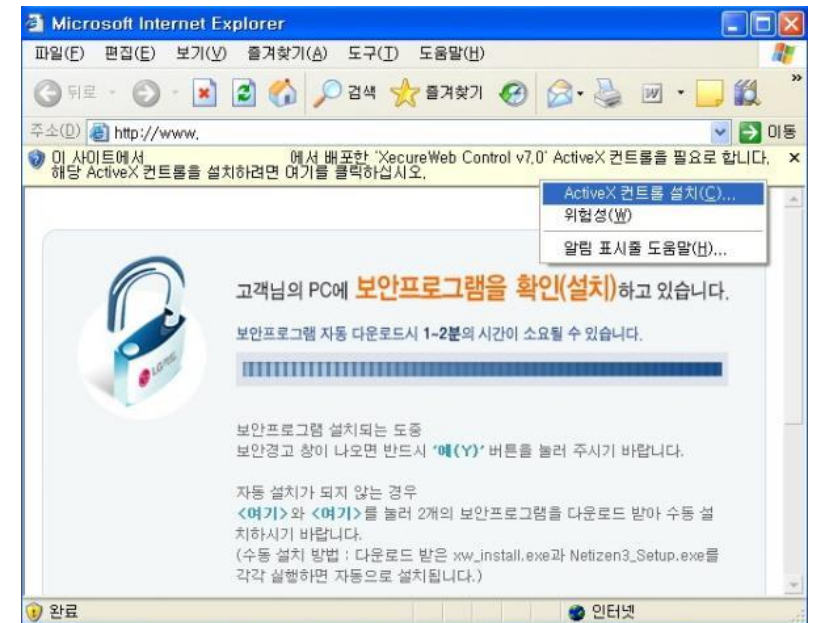 Microsoft Internet Explorer
파일(F) 편집(E) 보기(V) 즐겨찾기(A) 도구(T) 도움말(H)
뒤로 검색 즐겨찾기 »
주소(D) http://www. 이동
이 사이트에서 에서 배포한 'XecureWeb Control v7.0' ActiveX 컨트롤을 필요로 합니다.
해당 ActiveX 컨트롤을 설치하려면 여기를 클릭하십시오.
ActiveX 컨트롤 설치(C)...
위험성(W)
알림 표시줄 도움말(H)...
고객님의 PC에 보안프로그램을 확인(설치)하고 있습니다.
보안프로그램 자동 다운로드시 1~2분의 시간이 소요될 수 있습니다.
보안프로그램 설치되는 도중
보안경고 창이 나오면 반드시 '예(Y)' 버튼을 눌러 주시기 바랍니다.
자동 설치가 되지 않는 경우
<여기>와 <여기>를 눌러 2개의 보안프로그램을 다운로드 받아 수동 설
치하시기 바랍니다.
(수동 설치 방법 : 다운로드 받은 xw_install.exe과 Netizen3_Setup.exe를
각각 실행하면 자동으로 설치됩니다.)
완료 인터넷